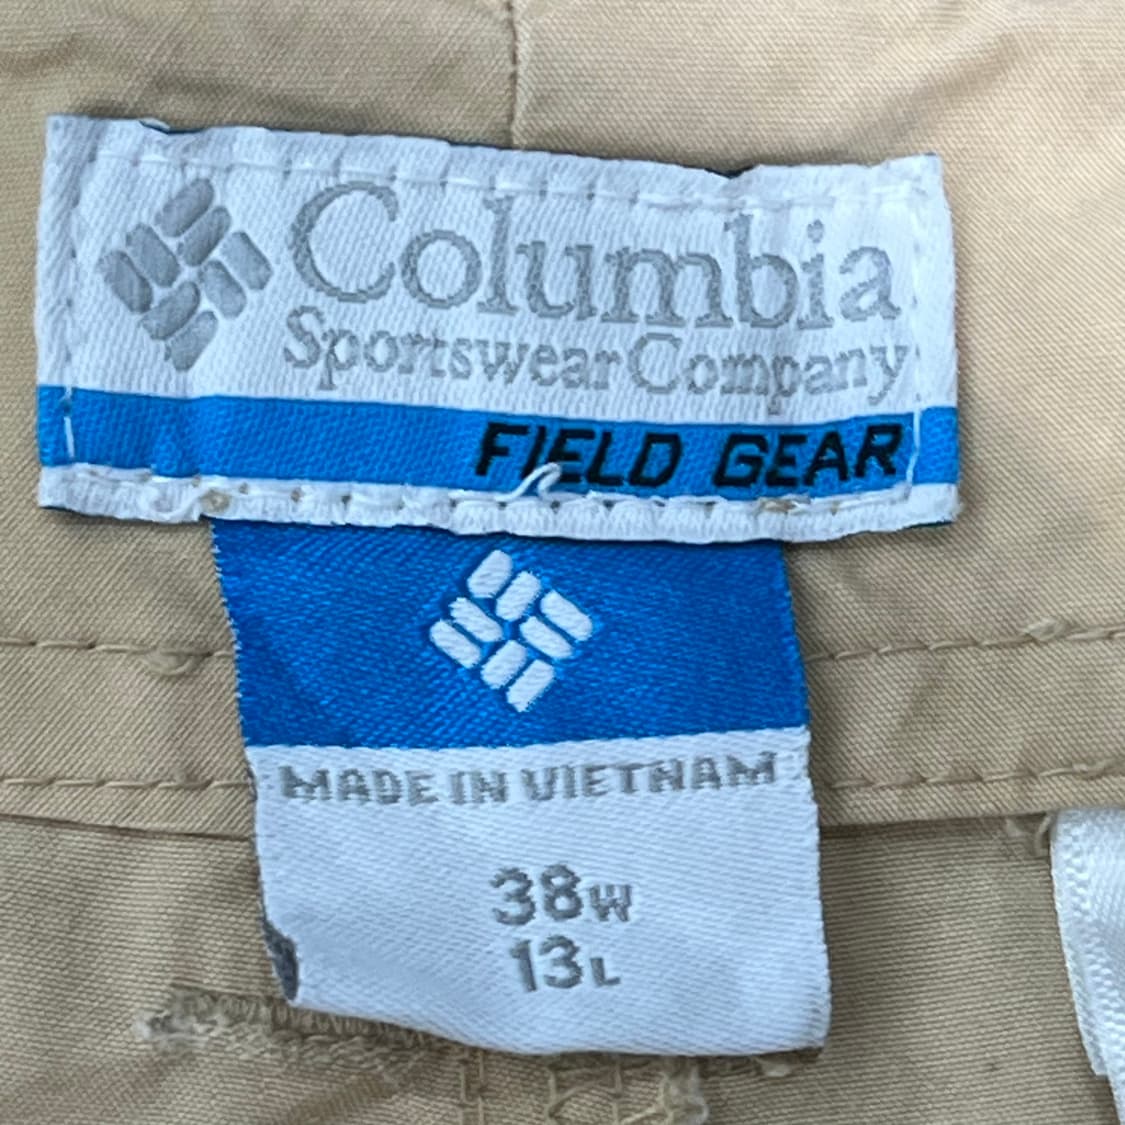 Columbia
Sportswear Company
FIELD GEAR
MADE IN VIETNAM
38W
13L